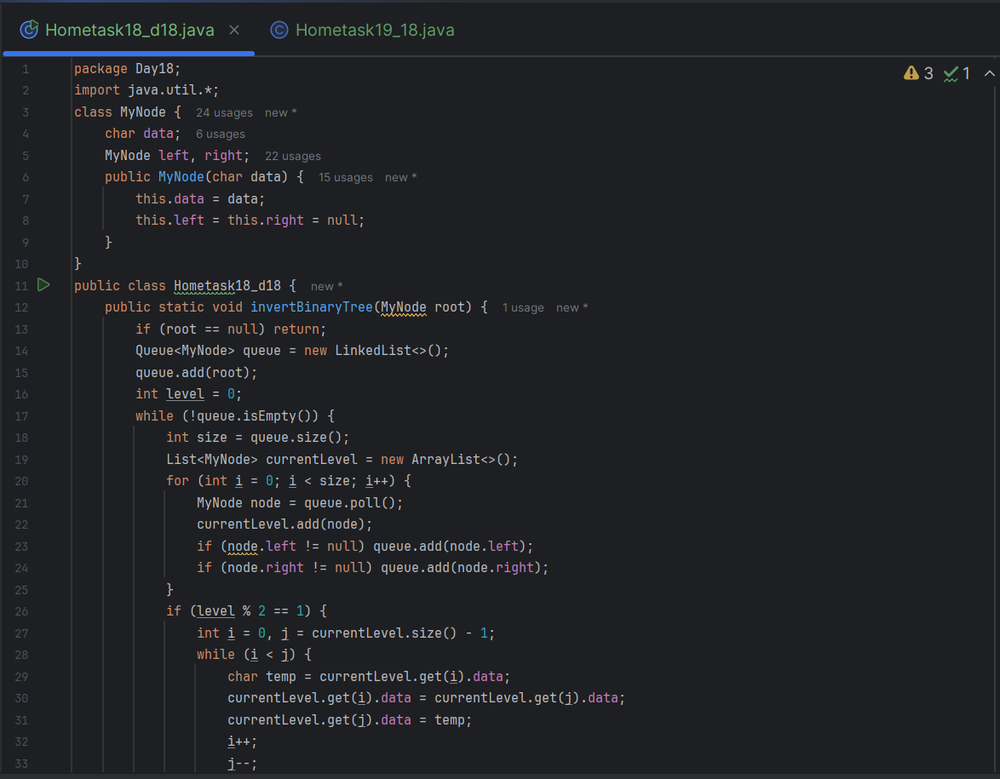 Hometask18_d18.java × Hometask19_18.java
3 1
1 package Day18;
2 import java.util.*;
3 class MyNode { 24 usages new *
4 char data; 6 usages
5 MyNode left, right; 22 usages
6 public MyNode(char data) { 15 usages new *
7 this.data = data;
8 this.left = this.right = null;
9 }
10 }
11 public class Hometask18_d18 { new *
12 public static void invertBinaryTree(MyNode root) { 1 usage new *
13 if (root == null) return;
14 Queue<MyNode> queue = new LinkedList<>();
15 queue.add(root);
16 int level = 0;
17 while (!queue.isEmpty()) {
18 int size = queue.size();
19 List<MyNode> currentLevel = new ArrayList<>();
20 for (int i = 0; i < size; i++) {
21 MyNode node = queue.poll();
22 currentLevel.add(node);
23 if (node.left != null) queue.add(node.left);
24 if (node.right != null) queue.add(node.right);
25 }
26 if (level % 2 == 1) {
27 int i = 0, j = currentLevel.size() - 1;
28 while (i < j) {
29 char temp = currentLevel.get(i).data;
30 currentLevel.get(i).data = currentLevel.get(j).data;
31 currentLevel.get(j).data = temp;
32 i++;
33 j--;